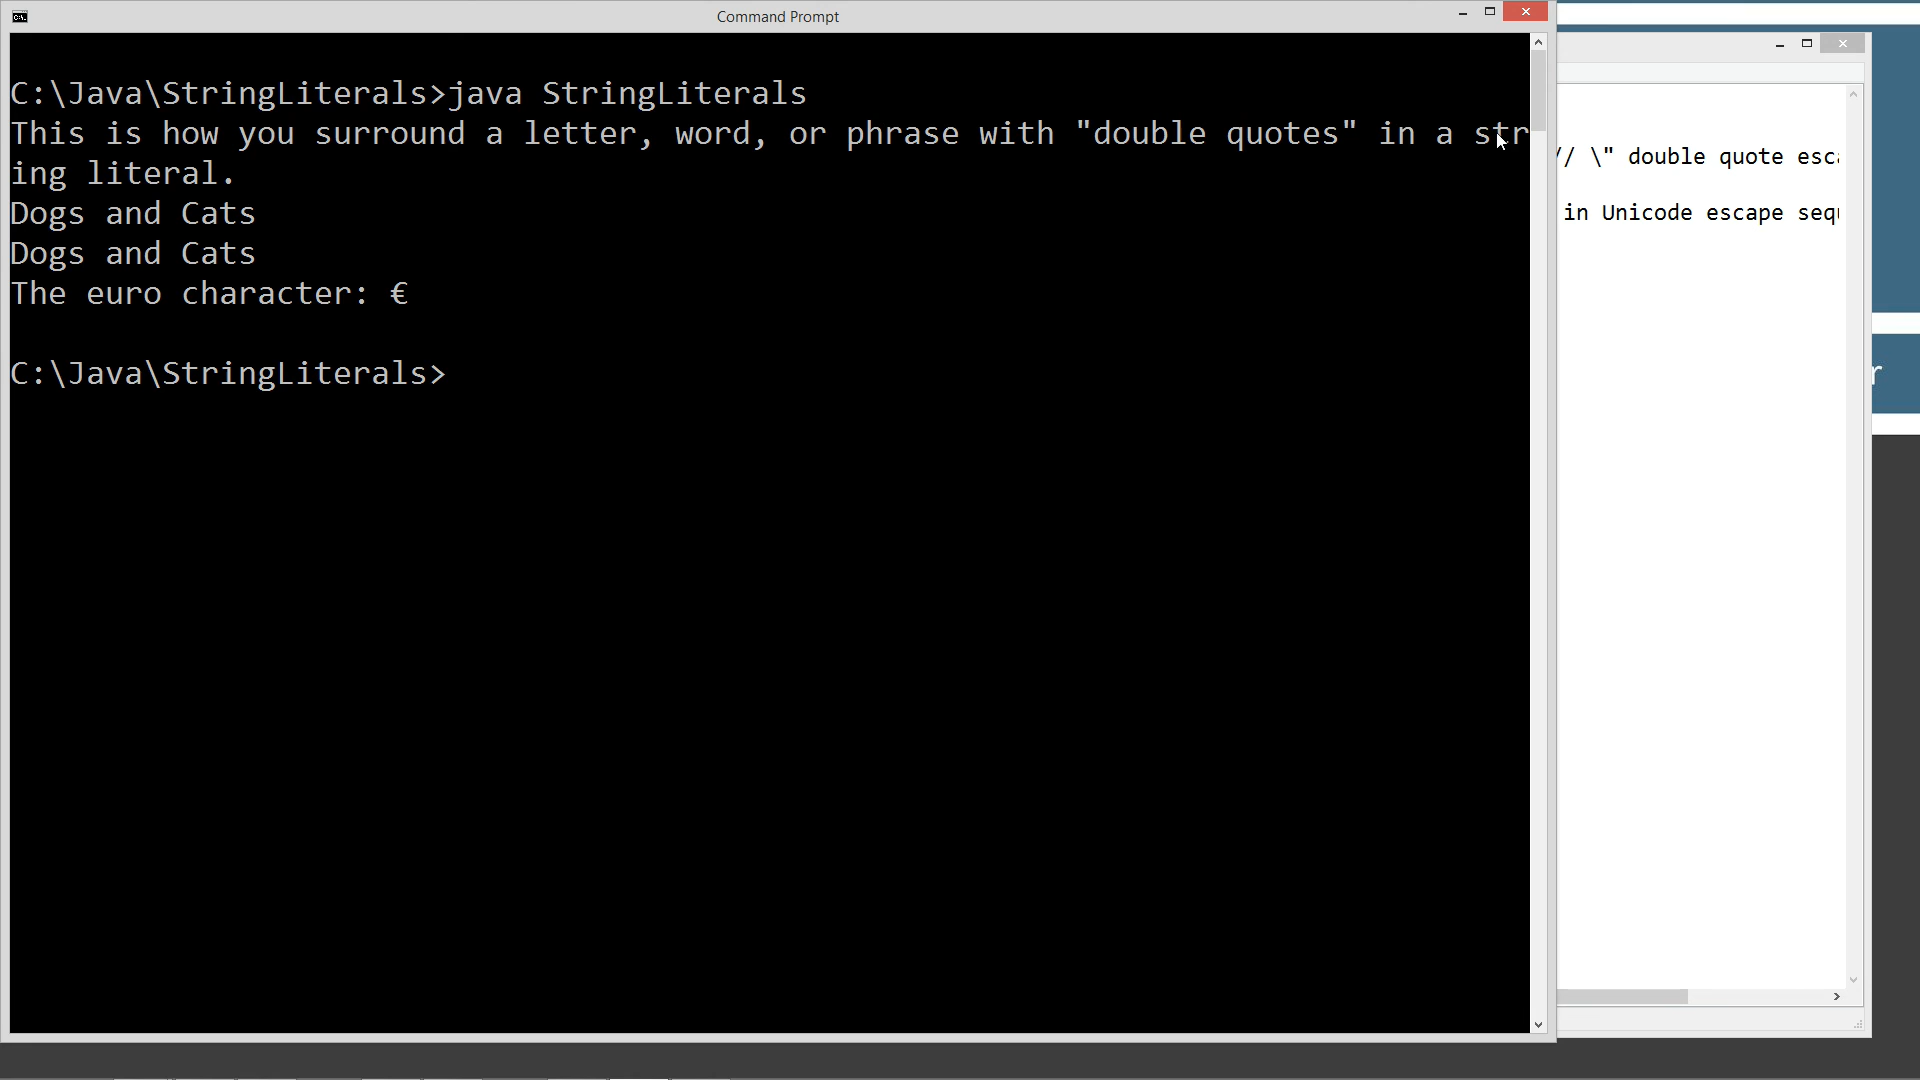 Command Prompt
C:\Java\StringLiterals>java StringLiterals
This is how you surround a letter, word, or phrase with "double quotes" in a str
ing literal.
Dogs and Cats
Dogs and Cats
The euro character: €
C:\Java\StringLiterals>
// \" double quote esca
in Unicode escape sequ
r